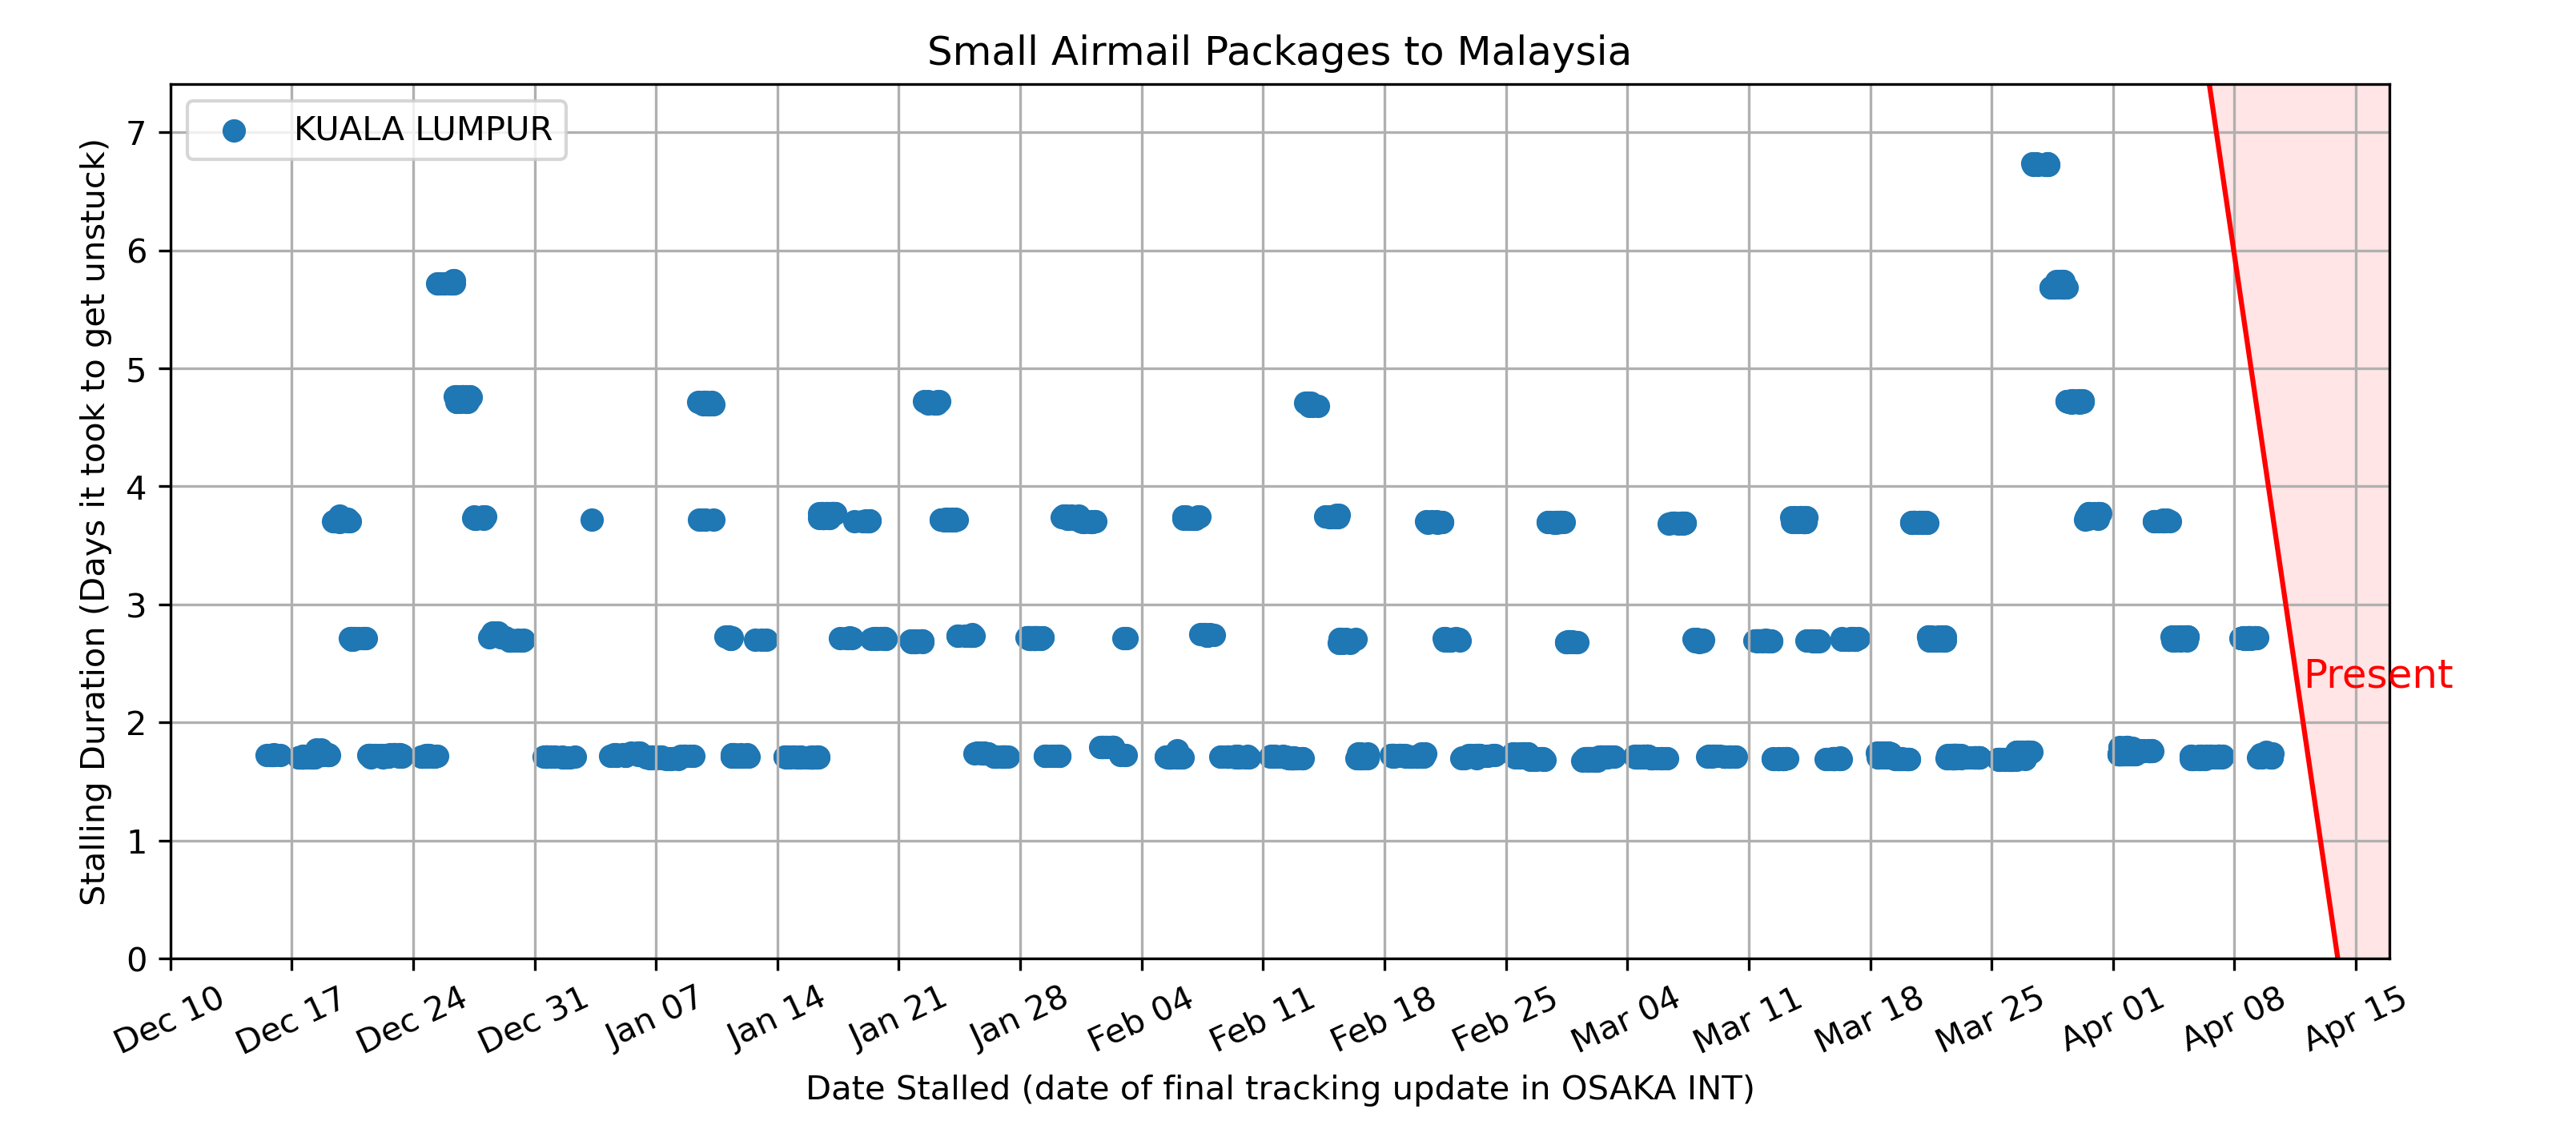 Small Airmail Packages to Malaysia
KUALA LUMPUR
Stalling Duration (Days it took to get unstuck)
7
6
5
4
3
2
1
0
Present
Dec 10
Dec 17
Dec 24
Dec 31
Jan 07
Jan 14
Jan 21
Jan 28
Feb 04
Feb 11
Feb 18
Feb 25
Mar 04
Mar 11
Mar 18
Mar 25
Apr 01
Apr 08
Apr 15
Date Stalled (date of final tracking update in OSAKA INT)